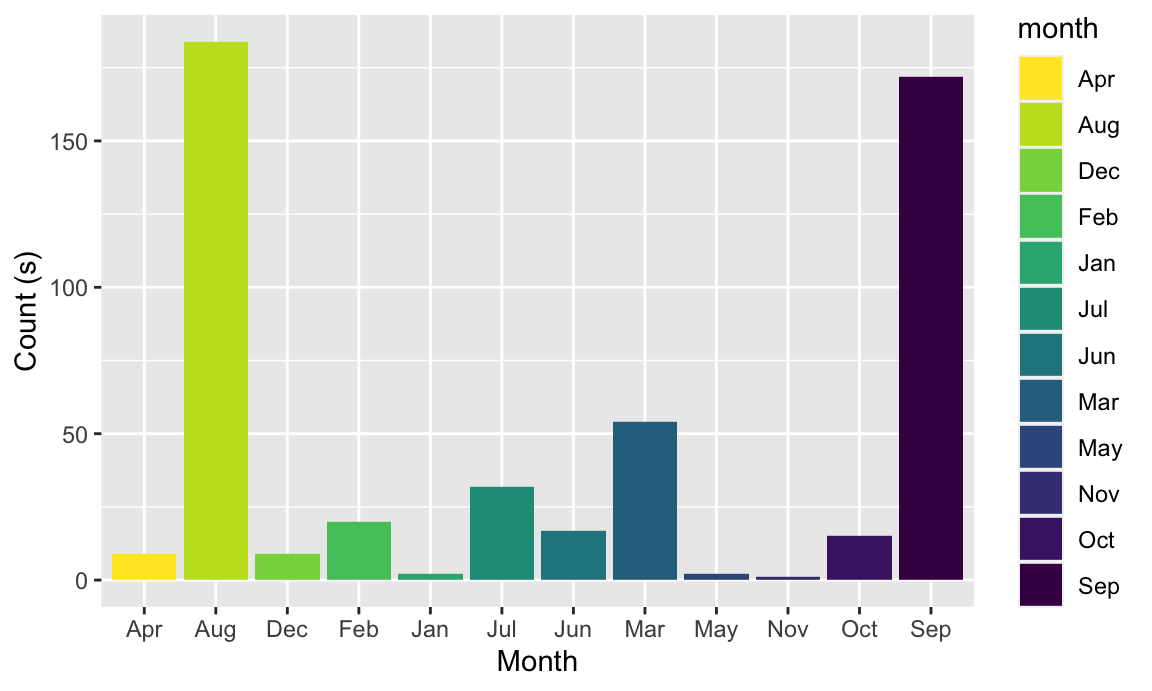 Count (s)
150
100
50
0
Apr Aug Dec Feb Jan Jul Jun Mar May Nov Oct Sep
Month
month
Apr
Aug
Dec
Feb
Jan
Jul
Jun
Mar
May
Nov
Oct
Sep